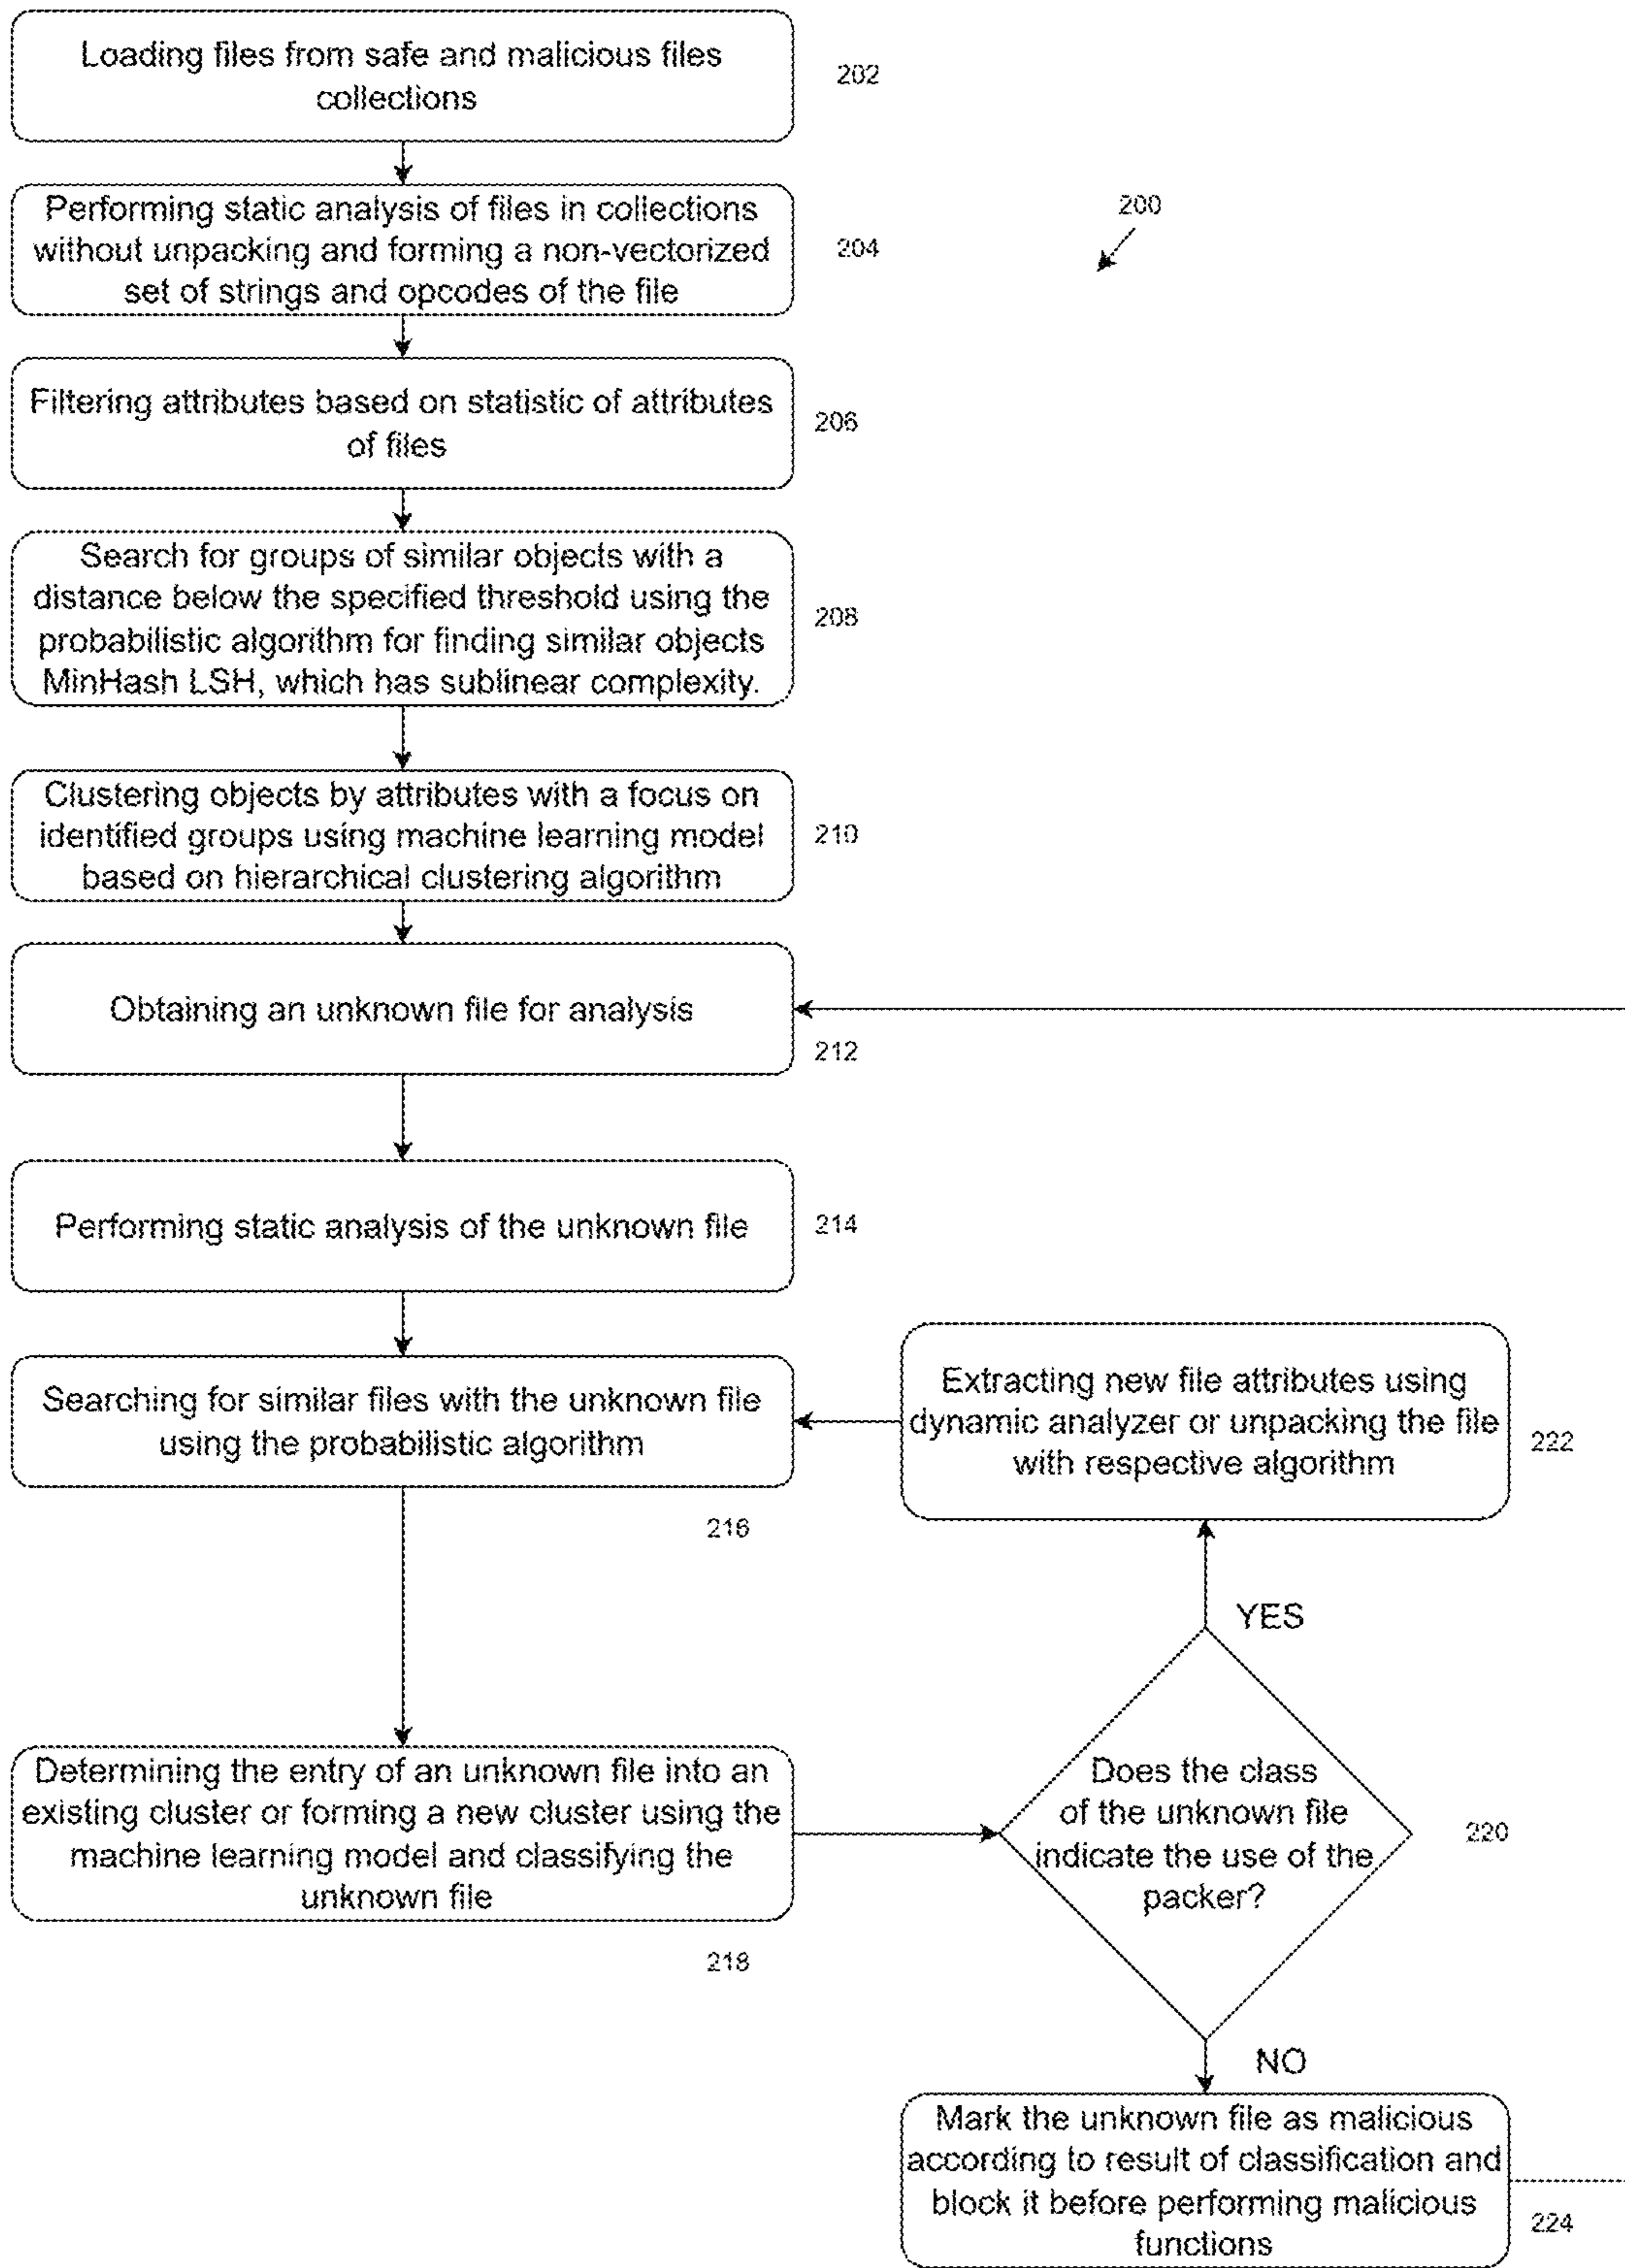 Loading files from safe and malicious files
collections
202
Performing static analysis of files in collections
without unpacking and forming a non-vectorized
set of strings and opcodes of the file
204
200
Filtering attributes based on statistic of attributes
of files
206
Search for groups of similar objects with a
distance below the specified threshold using the
probabilistic algorithm for finding similar objects
MinHash LSH, which has sublinear complexity.
208
Clustering objects by attributes with a focus on
identified groups using machine learning model
based on hierarchical clustering algorithm
210
Obtaining an unknown file for analysis
212
Performing static analysis of the unknown file
214
Searching for similar files with the unknown file
using the probabilistic algorithm
216
Extracting new file attributes using
dynamic analyzer or unpacking the file
with respective algorithm
222
YES
Determining the entry of an unknown file into an
existing cluster or forming a new cluster using the
machine learning model and classifying the
unknown file
218
Does the class
of the unknown file
indicate the use of the
packer?
220
NO
Mark the unknown file as malicious
according to result of classification and
block it before performing malicious
functions
224